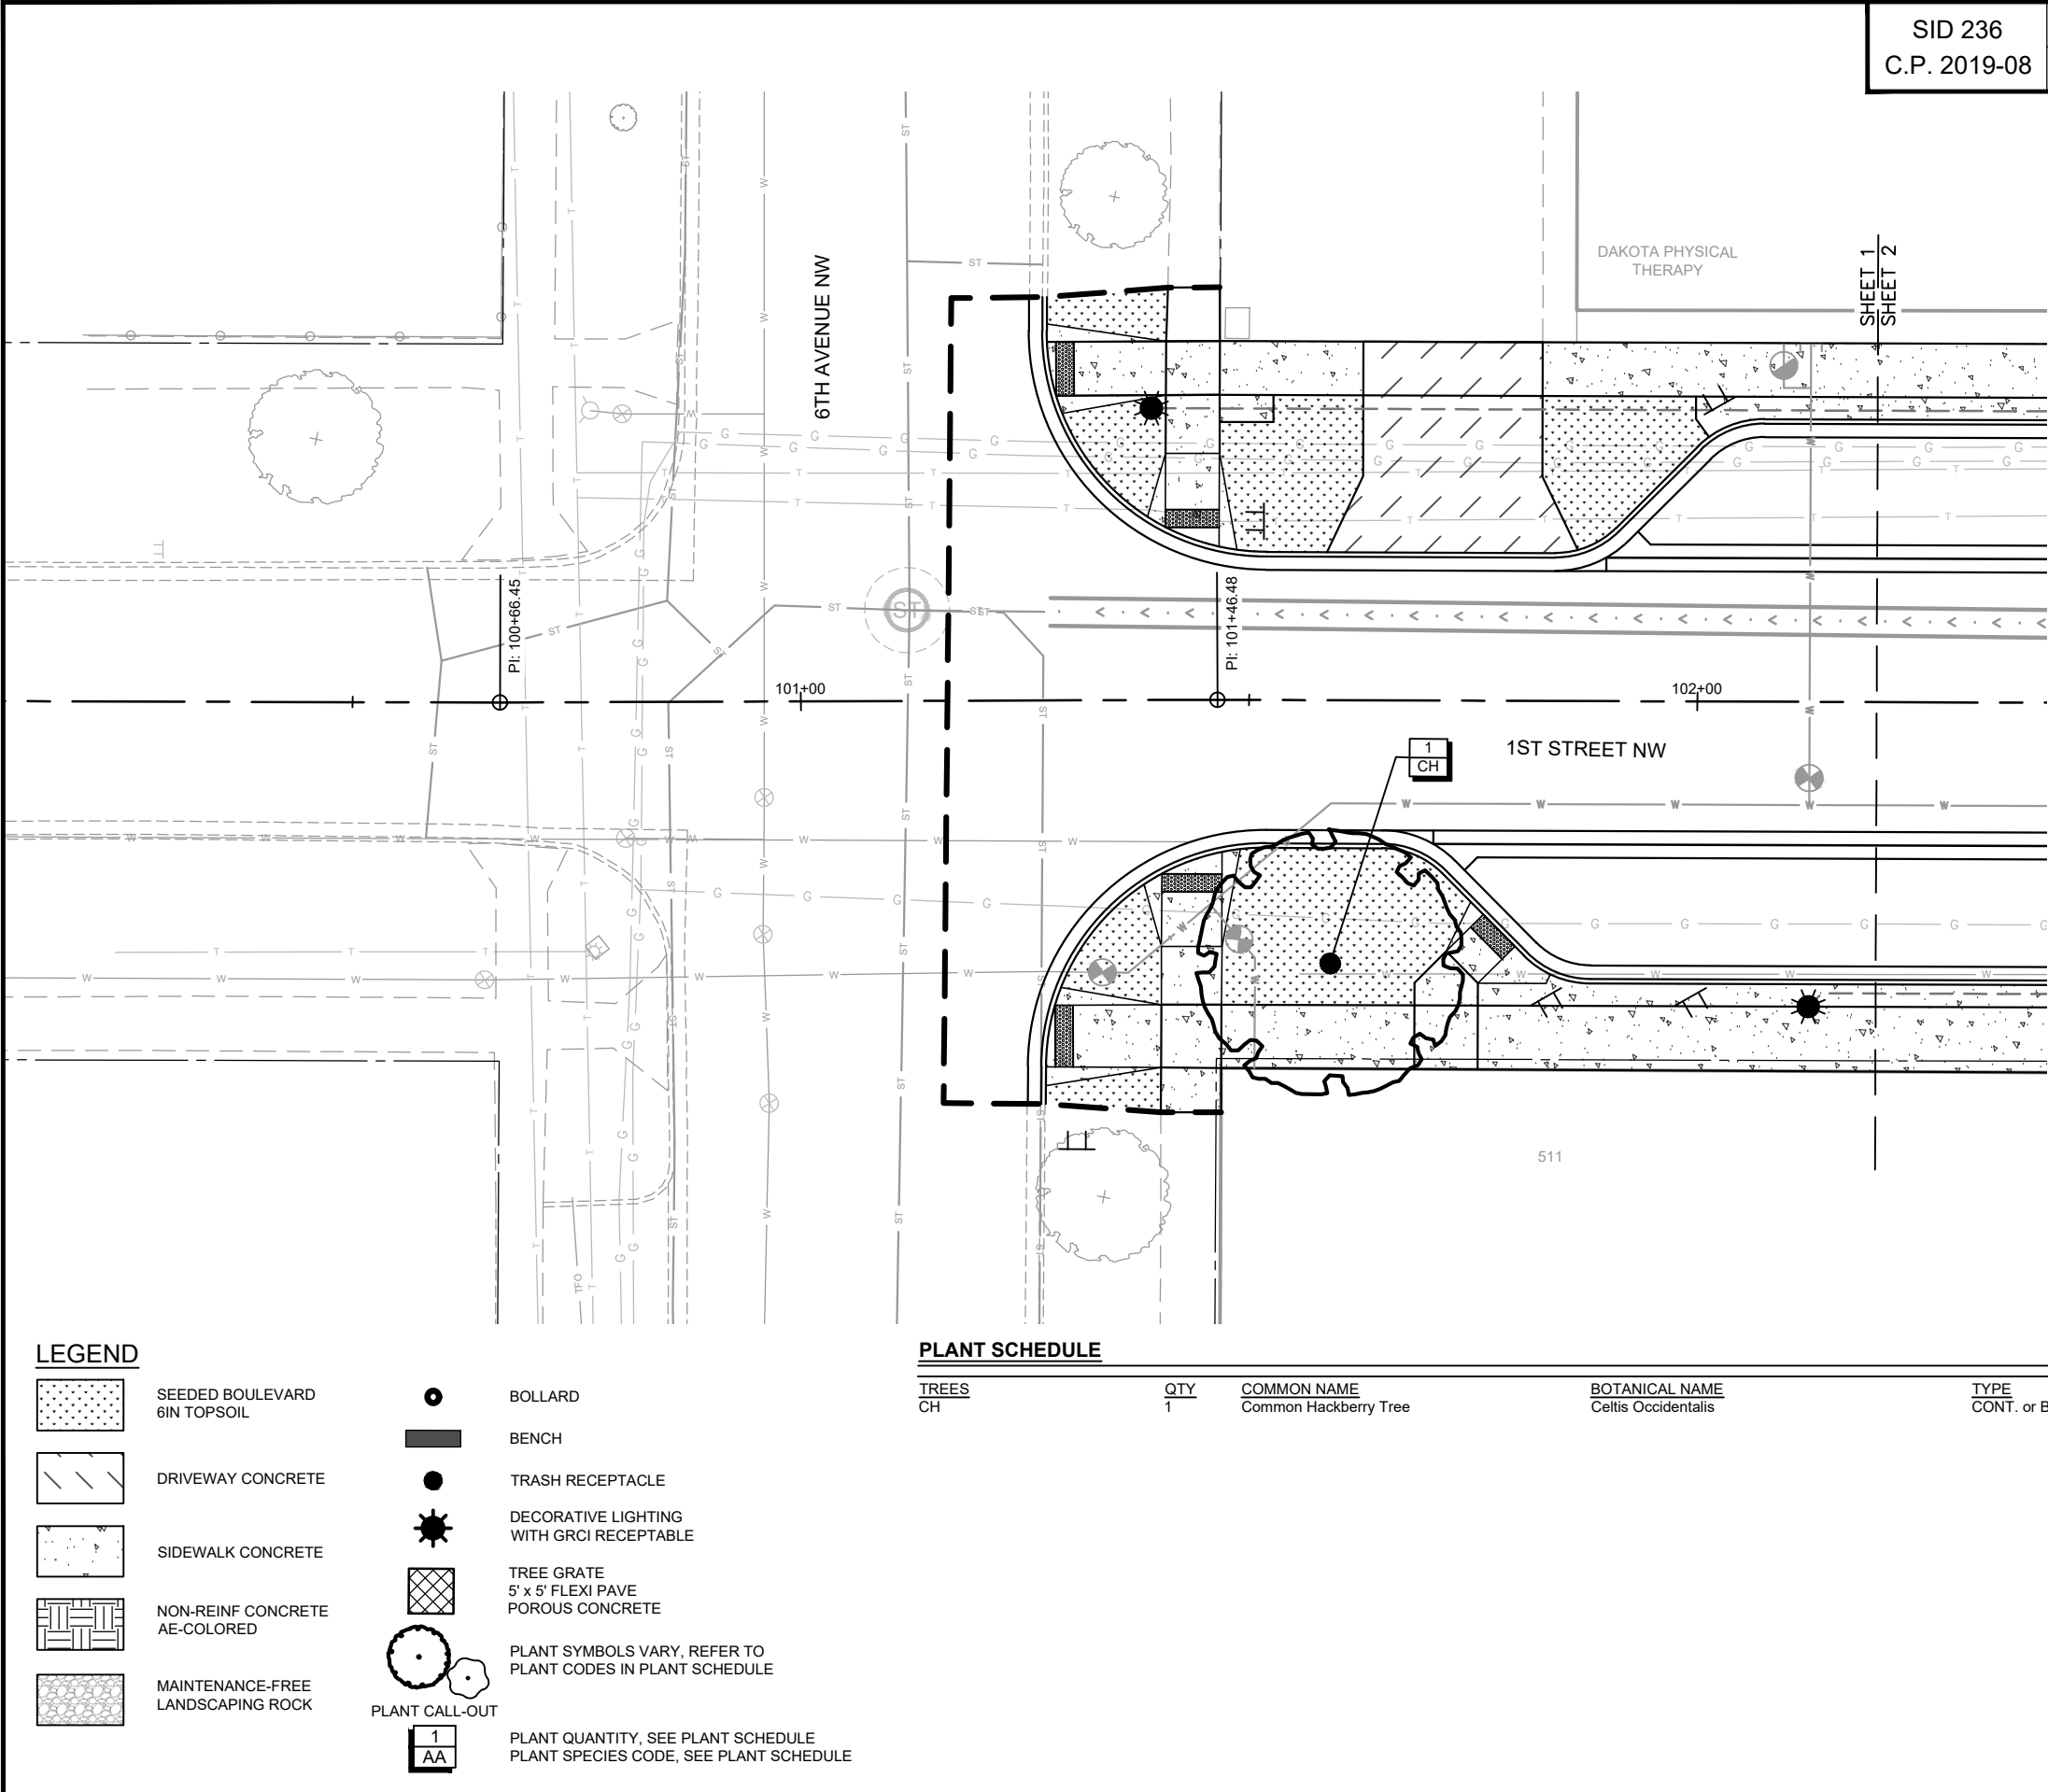 SID 236
C.P. 2019-08
6TH AVENUE NW
DAKOTA PHYSICAL
THERAPY
SHEET 1
SHEET 2
PI: 100+66.45
PI: 101+46.48
101+00
102+00
1ST STREET NW
1
CH
ST
511
TFO
LEGEND
SEEDED BOULEVARD
6IN TOPSOIL
DRIVEWAY CONCRETE
SIDEWALK CONCRETE
NON-REINF CONCRETE
AE-COLORED
MAINTENANCE-FREE
LANDSCAPING ROCK
BOLLARD
BENCH
TRASH RECEPTACLE
DECORATIVE LIGHTING
WITH GRCI RECEPTABLE
TREE GRATE
5' x 5' FLEXI PAVE
POROUS CONCRETE
PLANT SYMBOLS VARY, REFER TO
PLANT CODES IN PLANT SCHEDULE
PLANT CALL-OUT
1
AA
PLANT QUANTITY, SEE PLANT SCHEDULE
PLANT SPECIES CODE, SEE PLANT SCHEDULE
PLANT SCHEDULE
TREES QTY COMMON NAME BOTANICAL NAME TYPE
CH 1 Common Hackberry Tree Celtis Occidentalis CONT. or B